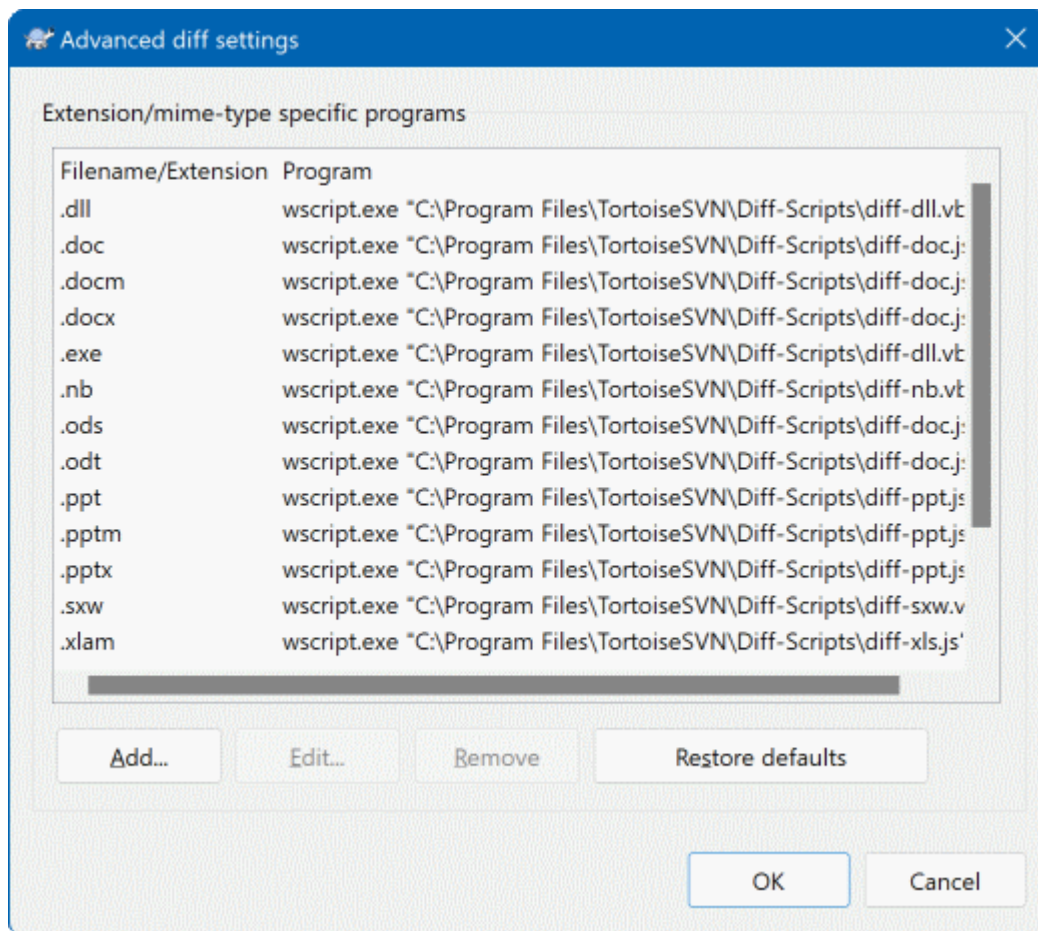 Advanced diff settings
Extension/mime-type specific programs
Filename/Extension Program
.dll wscript.exe "C:\Program Files\TortoiseSVN\Diff-Scripts\diff-dll.vb
.doc wscript.exe "C:\Program Files\TortoiseSVN\Diff-Scripts\diff-doc.js
.docm wscript.exe "C:\Program Files\TortoiseSVN\Diff-Scripts\diff-doc.js
.docx wscript.exe "C:\Program Files\TortoiseSVN\Diff-Scripts\diff-doc.js
.exe wscript.exe "C:\Program Files\TortoiseSVN\Diff-Scripts\diff-dll.vb
.nb wscript.exe "C:\Program Files\TortoiseSVN\Diff-Scripts\diff-nb.vb
.ods wscript.exe "C:\Program Files\TortoiseSVN\Diff-Scripts\diff-doc.js
.odt wscript.exe "C:\Program Files\TortoiseSVN\Diff-Scripts\diff-doc.js
.ppt wscript.exe "C:\Program Files\TortoiseSVN\Diff-Scripts\diff-ppt.js
.pptm wscript.exe "C:\Program Files\TortoiseSVN\Diff-Scripts\diff-ppt.js
.pptx wscript.exe "C:\Program Files\TortoiseSVN\Diff-Scripts\diff-ppt.js
.sxw wscript.exe "C:\Program Files\TortoiseSVN\Diff-Scripts\diff-sxw.v
.xlam wscript.exe "C:\Program Files\TortoiseSVN\Diff-Scripts\diff-xls.js"
Add... Edit... Remove Restore defaults
OK Cancel